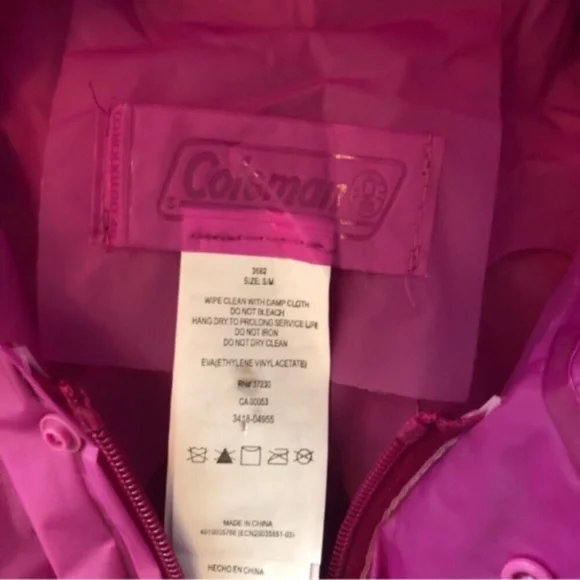 Coleman
3592
SIZE: S/M
WIPE CLEAN WITH DAMP CLOTH
DO NOT BLEACH
HANG DRY TO PROLONG SERVICE LIFE
DO NOT IRON
DO NOT DRY CLEAN
EVA(ETHYLENE VINYL ACETATE)
RN# 37230
CA 00053
3418-04955
MADE IN CHINA
HECHO EN CHINA